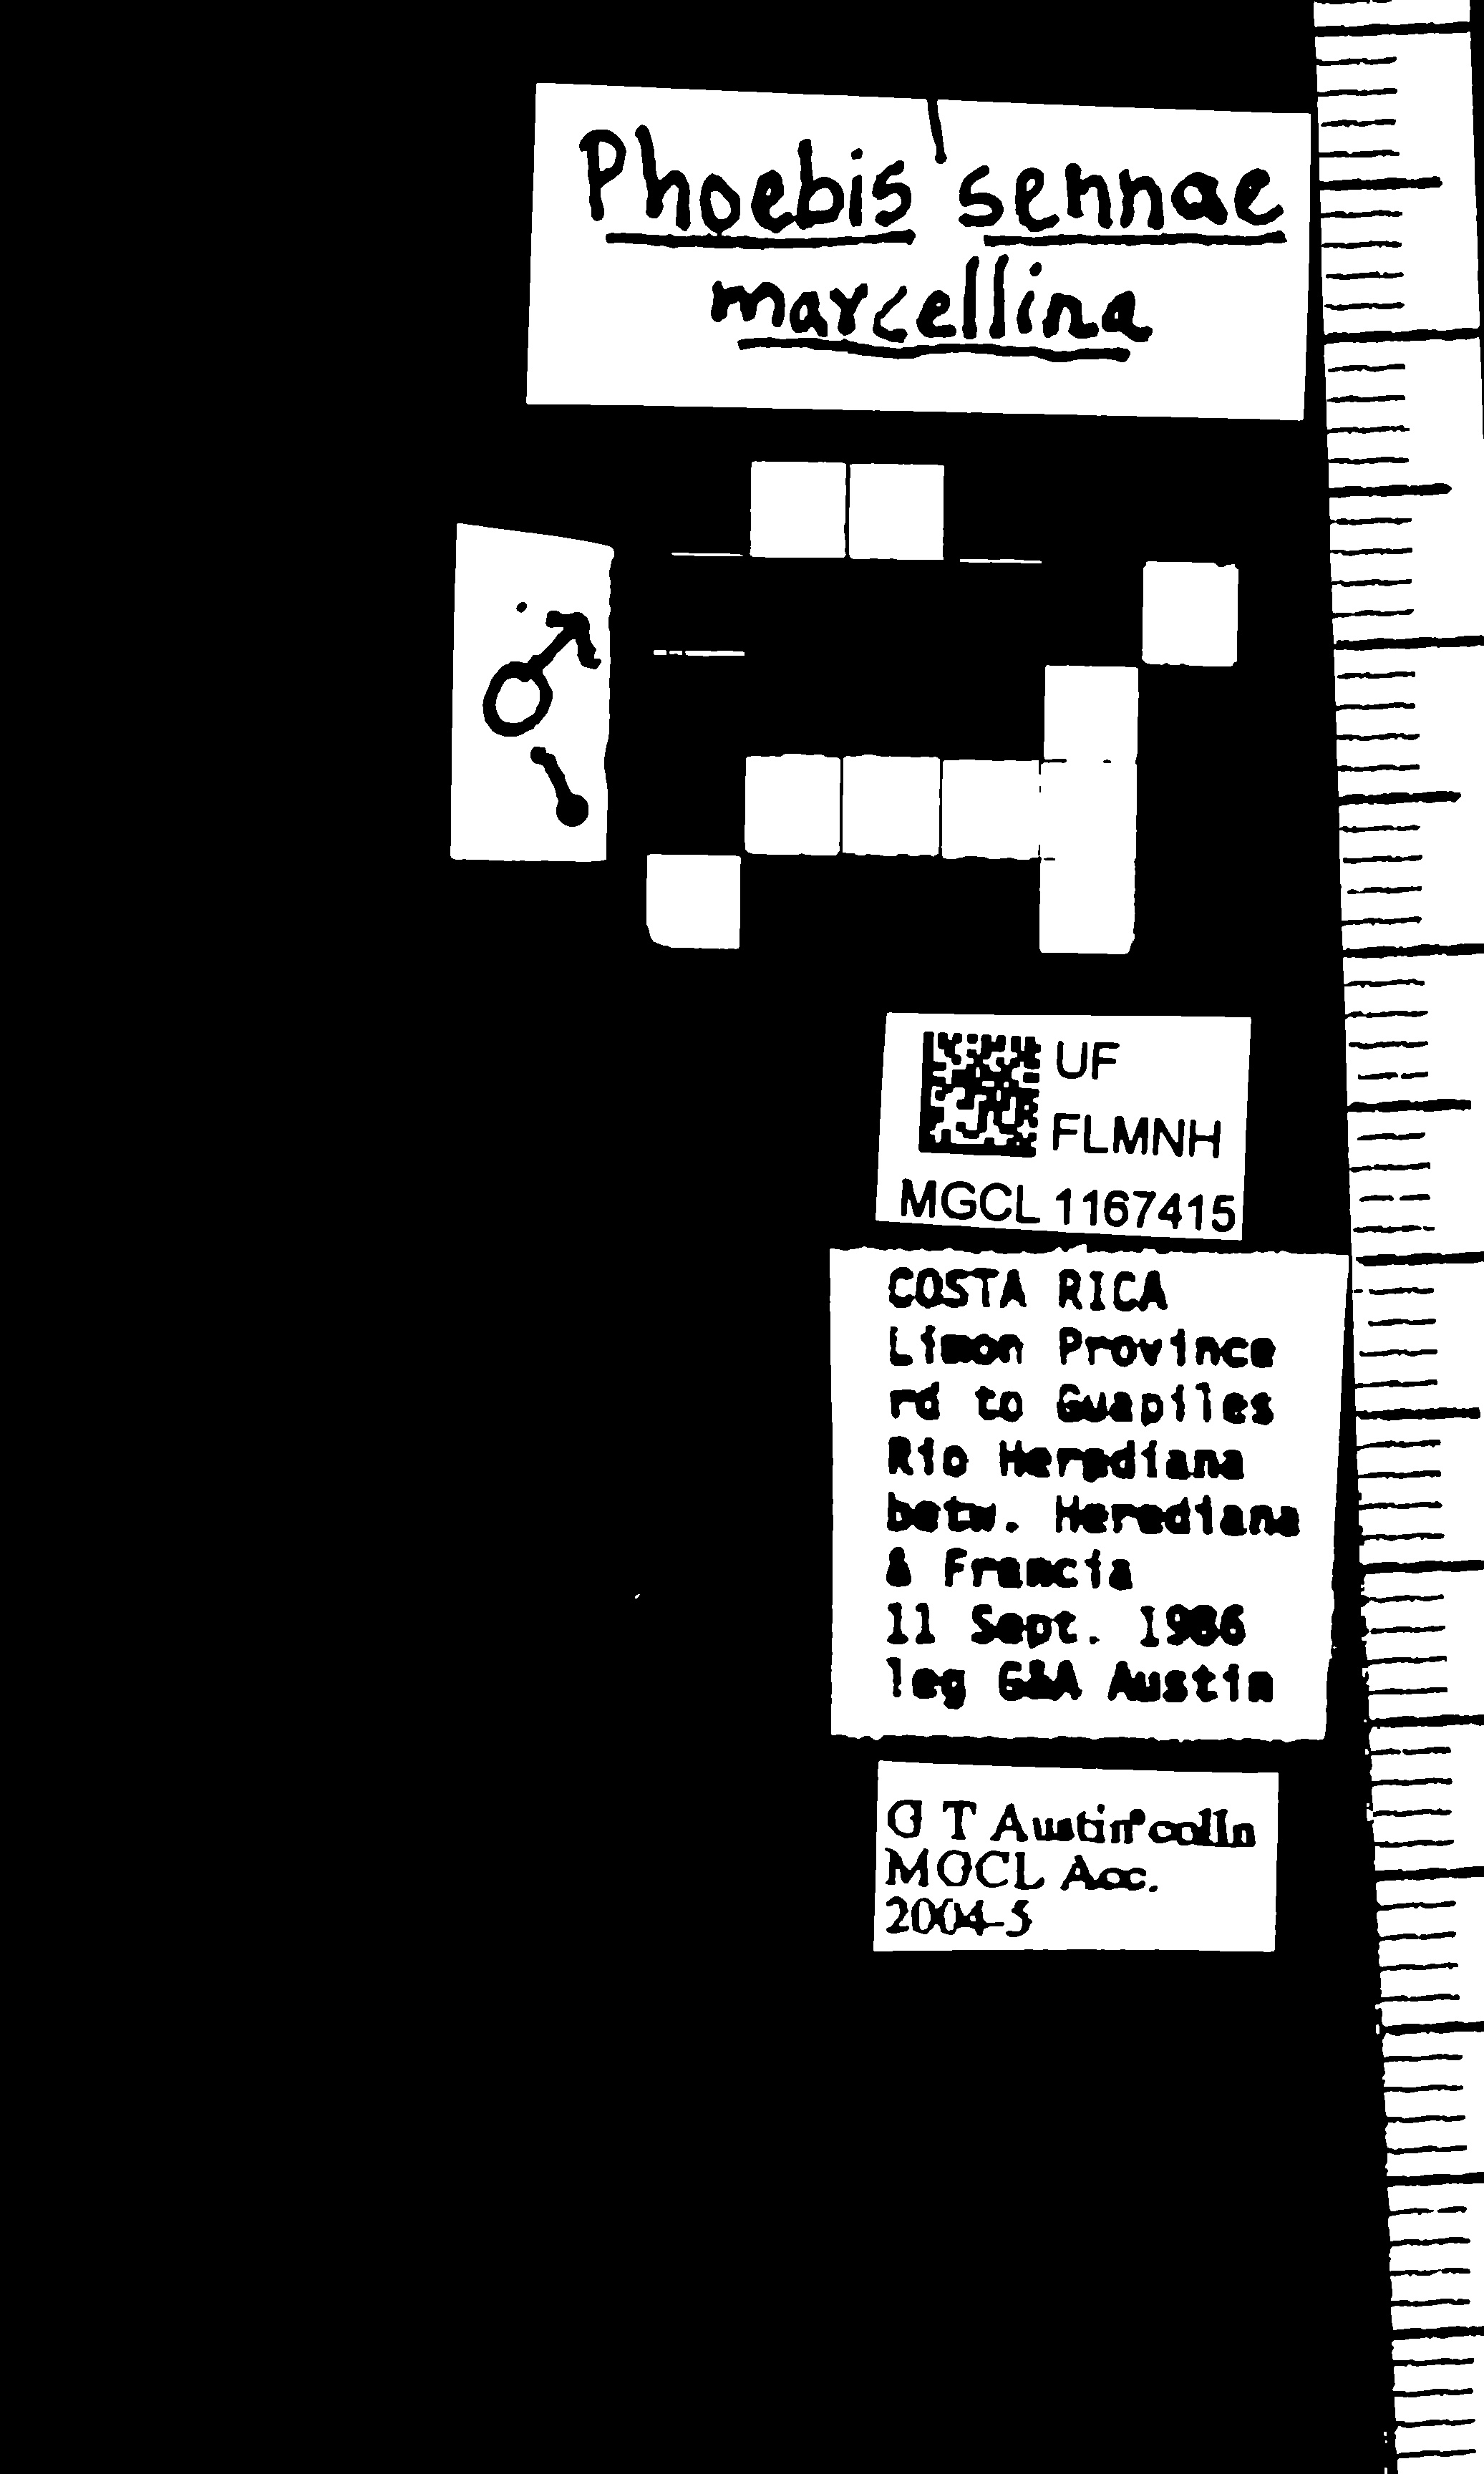 Phoebis sennae
marcellina
♂
UF
FLMNH
MGCL 1167415
COSTA RICA
Limon Province
rd to Guapiles
Rio Herediana
betw. Herediana
& Francia
11 Sept. 1986
leg G&A Austin
G T Austin colln
MGCL Acc.
2004-5